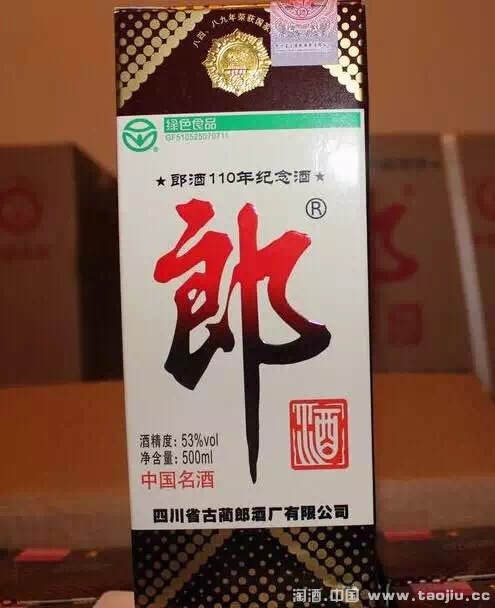 八四、八九年荣获国家
绿色食品
GF510525070711
★郎酒110年纪念酒★
郎
®
酒
酒精度：53%vol
净含量：500ml
中国名酒
四川省古蔺郎酒厂有限公司
淘酒.中国 www.taojiu.cc